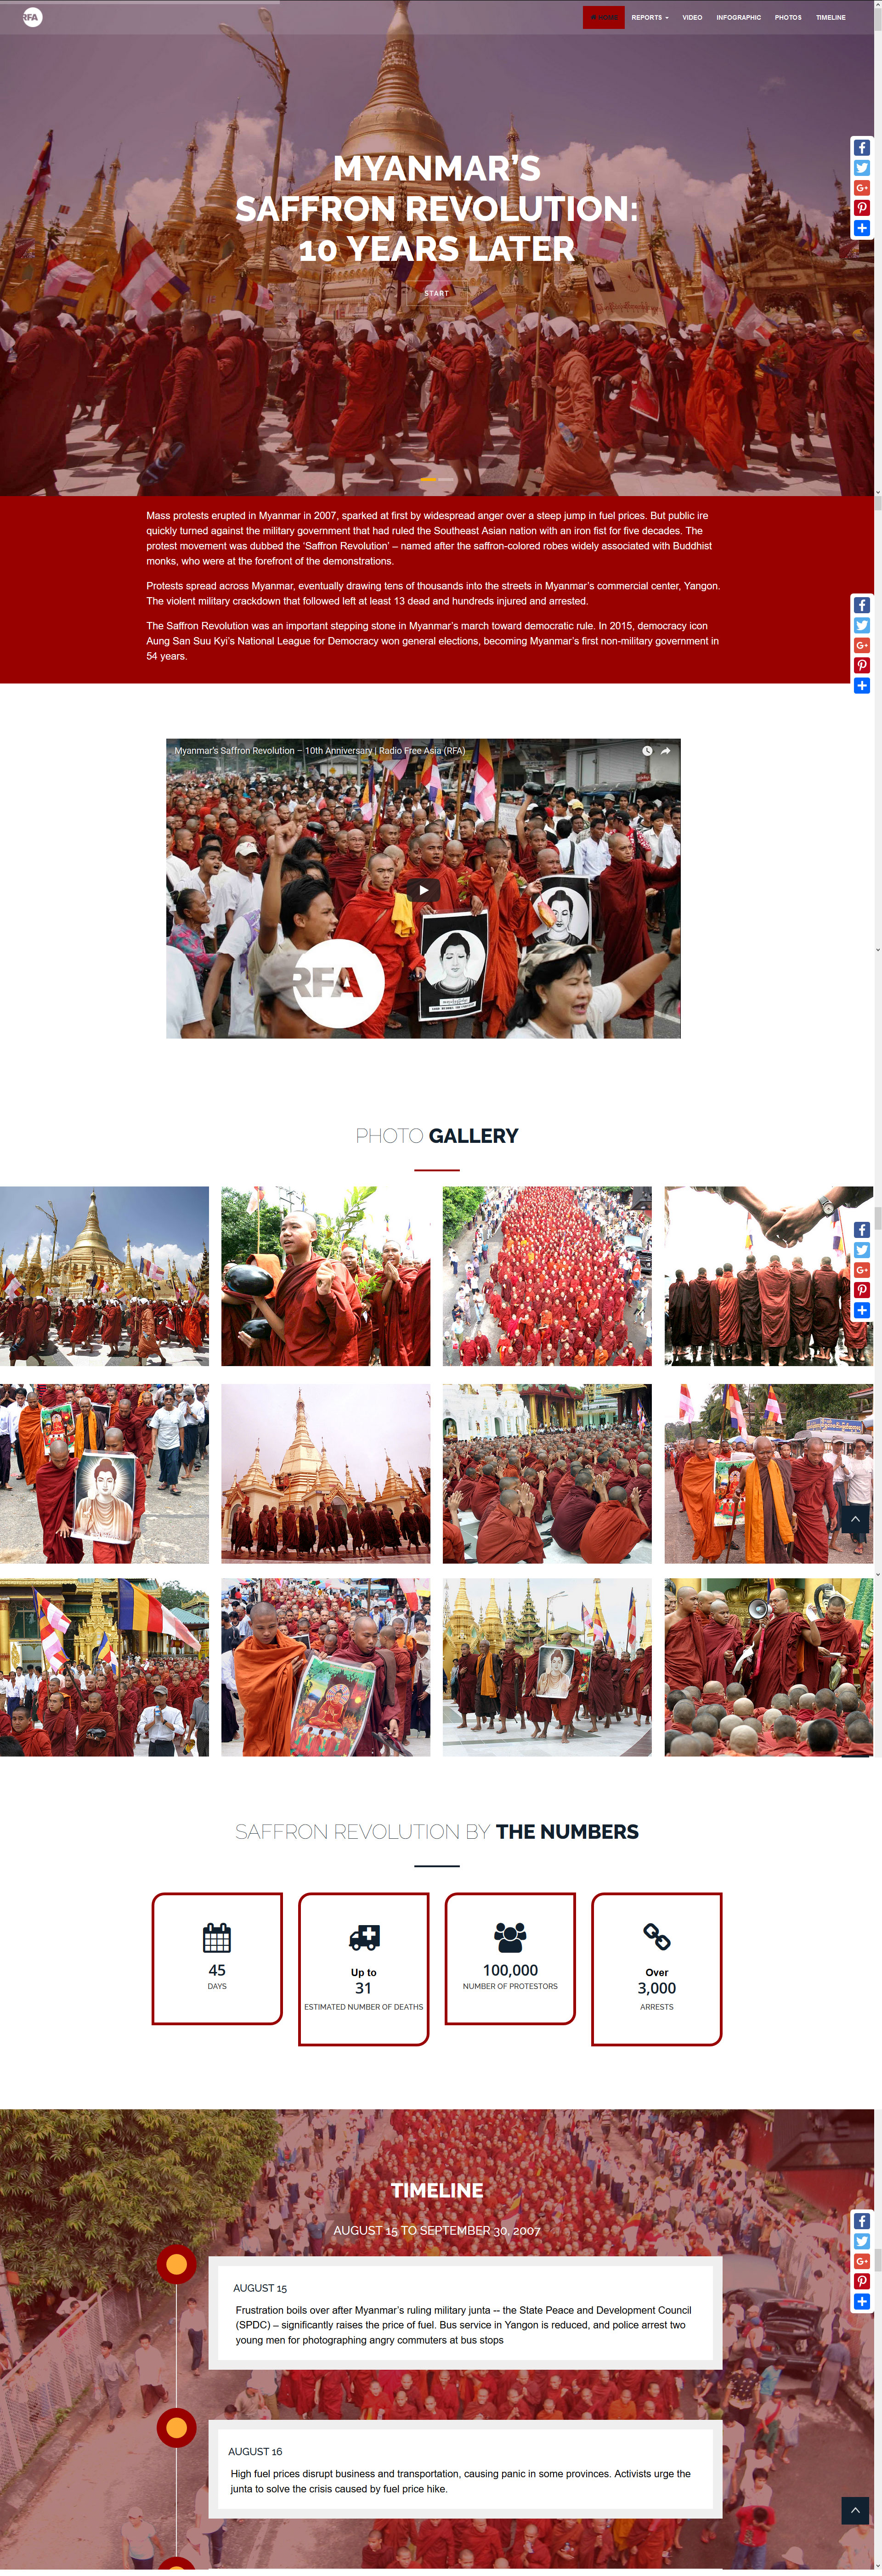 RFA
HOME REPORTS VIDEO INFOGRAPHIC PHOTOS TIMELINE
MYANMAR'S
SAFFRON REVOLUTION:
10 YEARS LATER
START
Mass protests erupted in Myanmar in 2007, sparked at first by widespread anger over a steep jump in fuel prices. But public ire
quickly turned against the military government that had ruled the Southeast Asian nation with an iron fist for five decades. The
protest movement was dubbed the 'Saffron Revolution' – named after the saffron-colored robes widely associated with Buddhist
monks, who were at the forefront of the demonstrations.
Protests spread across Myanmar, eventually drawing tens of thousands into the streets in Myanmar's commercial center, Yangon.
The violent military crackdown that followed left at least 13 dead and hundreds injured and arrested.
The Saffron Revolution was an important stepping stone in Myanmar's march toward democratic rule. In 2015, democracy icon
Aung San Suu Kyi's National League for Democracy won general elections, becoming Myanmar's first non-military government in
54 years.
Myanmar's Saffron Revolution – 10th Anniversary | Radio Free Asia (RFA)
RFA
PHOTO GALLERY
SAFFRON REVOLUTION BY THE NUMBERS
45
DAYS
Up to
31
ESTIMATED NUMBER OF DEATHS
100,000
NUMBER OF PROTESTORS
Over
3,000
ARRESTS
TIMELINE
AUGUST 15 TO SEPTEMBER 30, 2007
AUGUST 15
Frustration boils over after Myanmar's ruling military junta -- the State Peace and Development Council
(SPDC) – significantly raises the price of fuel. Bus service in Yangon is reduced, and police arrest two
young men for photographing angry commuters at bus stops
AUGUST 16
High fuel prices disrupt business and transportation, causing panic in some provinces. Activists urge the
junta to solve the crisis caused by fuel price hike.